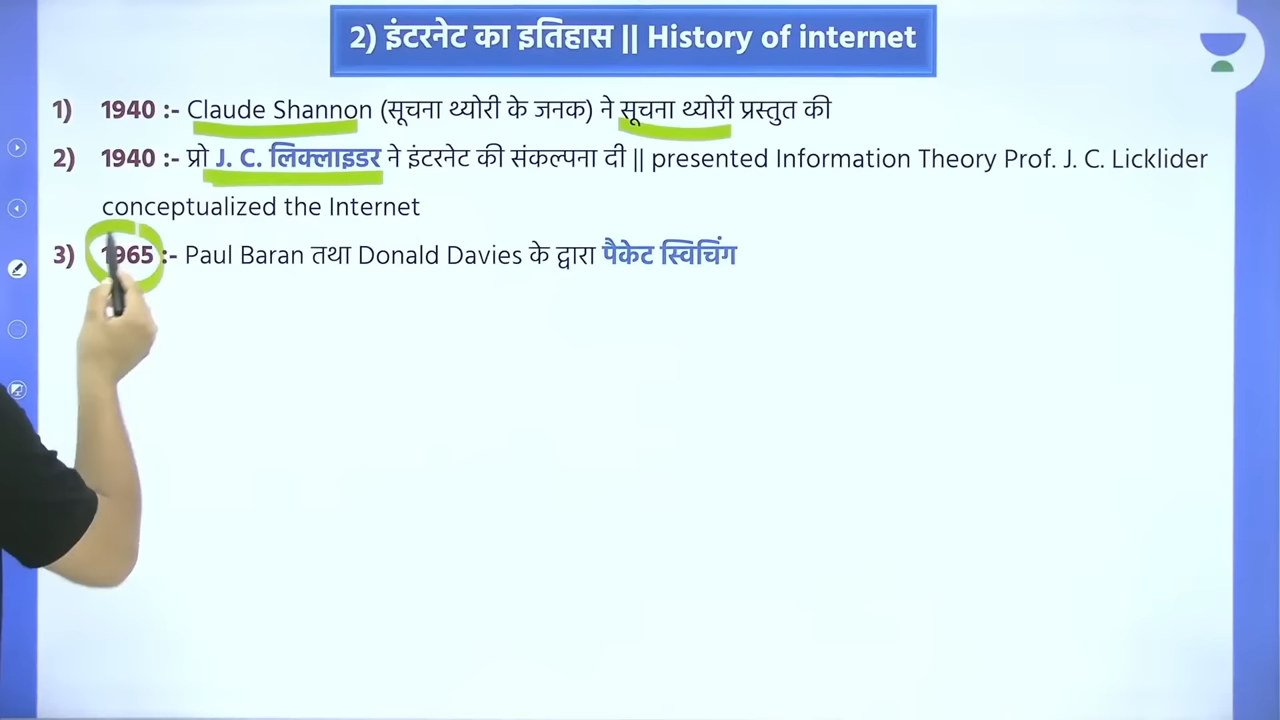 2) इंटरनेट का इतिहास || History of internet
1) 1940 :- Claude Shannon (सूचना थ्योरी के जनक) ने सूचना थ्योरी प्रस्तुत की
2) 1940 :- प्रो J. C. लिक्लाइडर ने इंटरनेट की संकल्पना दी || presented Information Theory Prof. J. C. Licklider
conceptualized the Internet
3) 1965 :- Paul Baran तथा Donald Davies के द्वारा पैकेट स्विचिंग